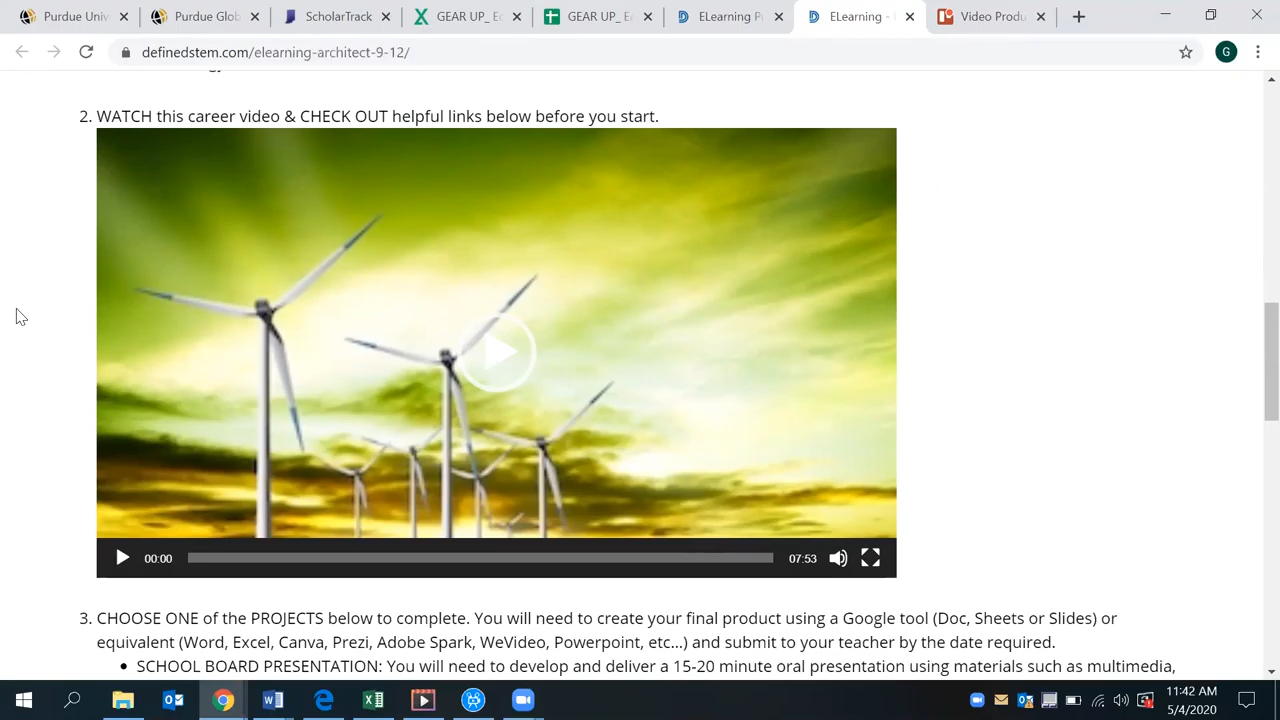 Purdue Univ
Purdue Glob
ScholarTrack
GEAR UP_ Ec
GEAR UP_ Ea
ELearning P
ELearning -
Video Produ
definedstem.com/elearning-architect-9-12/
G
2. WATCH this career video & CHECK OUT helpful links below before you start.
00:00
07:53
3. CHOOSE ONE of the PROJECTS below to complete. You will need to create your final product using a Google tool (Doc, Sheets or Slides) or
equivalent (Word, Excel, Canva, Prezi, Adobe Spark, WeVideo, Powerpoint, etc...) and submit to your teacher by the date required.
• SCHOOL BOARD PRESENTATION: You will need to develop and deliver a 15-20 minute oral presentation using materials such as multimedia,
11:42 AM
5/4/2020